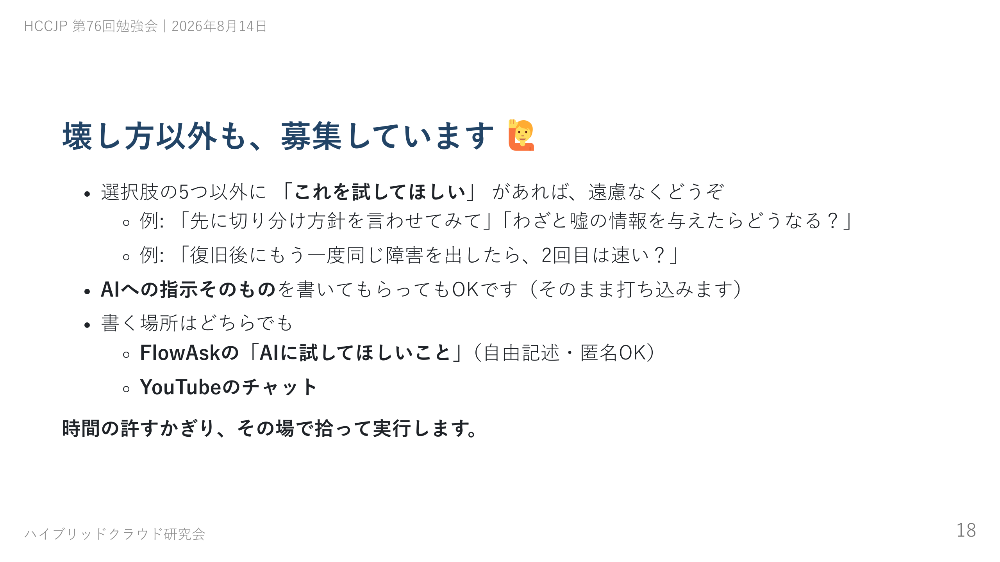 HCCJP 第76回勉強会 | 2026年8月14日
壊し方以外も、募集しています 🙋
• 選択肢の5つ以外に 「これを試してほしい」 があれば、遠慮なくどうぞ
◦ 例: 「先に切り分け方針を言わせてみて」「わざと嘘の情報を与えたらどうなる？」
◦ 例: 「復旧後にもう一度同じ障害を出したら、2回目は速い？」
• AIへの指示そのものを書いてもらってもOKです（そのまま打ち込みます）
• 書く場所はどちらでも
◦ FlowAskの「AIに試してほしいこと」（自由記述・匿名OK）
◦ YouTubeのチャット
時間の許すかぎり、その場で拾って実行します。
ハイブリッドクラウド研究会
18